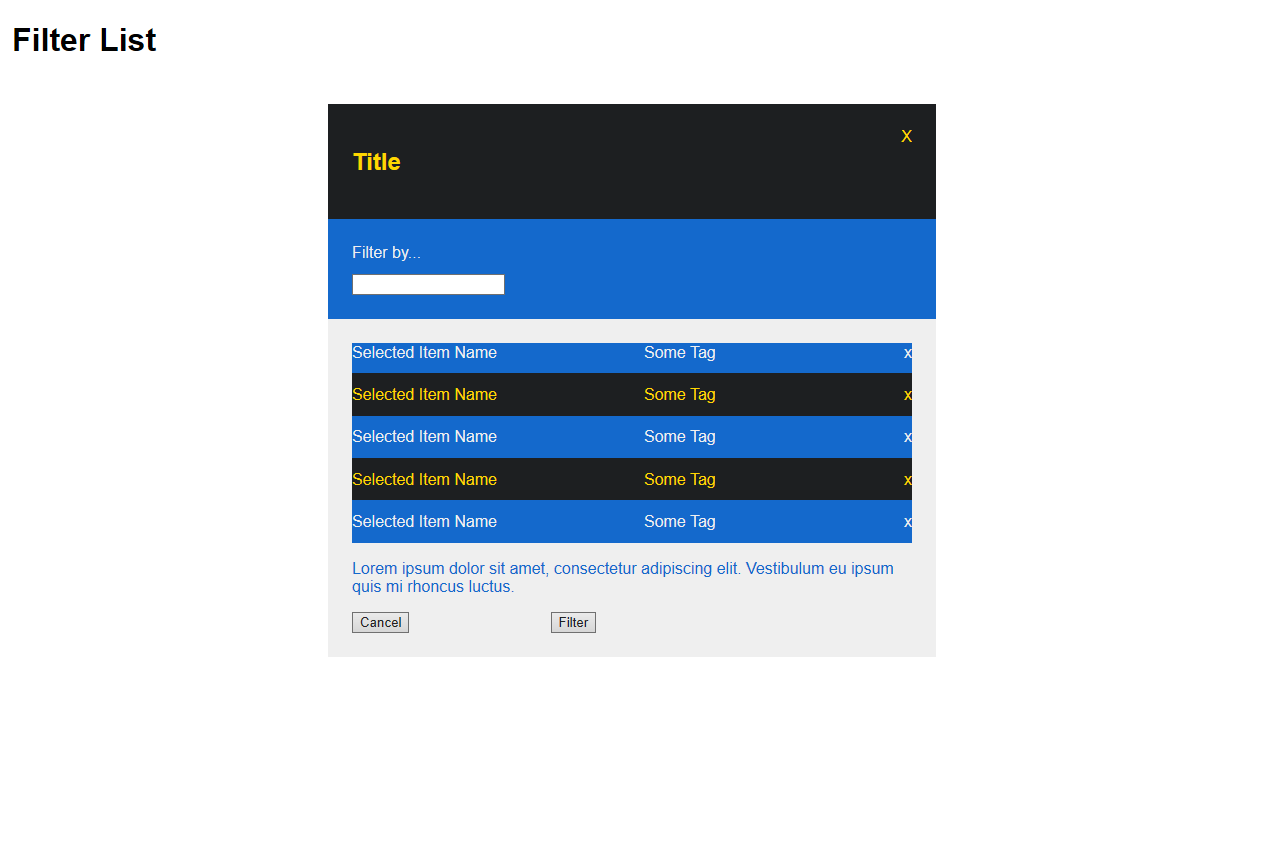 Filter List
X
Title
Filter by...
Selected Item Name Some Tag x
Selected Item Name Some Tag x
Selected Item Name Some Tag x
Selected Item Name Some Tag x
Selected Item Name Some Tag x
Lorem ipsum dolor sit amet, consectetur adipiscing elit. Vestibulum eu ipsum
quis mi rhoncus luctus.
Cancel Filter